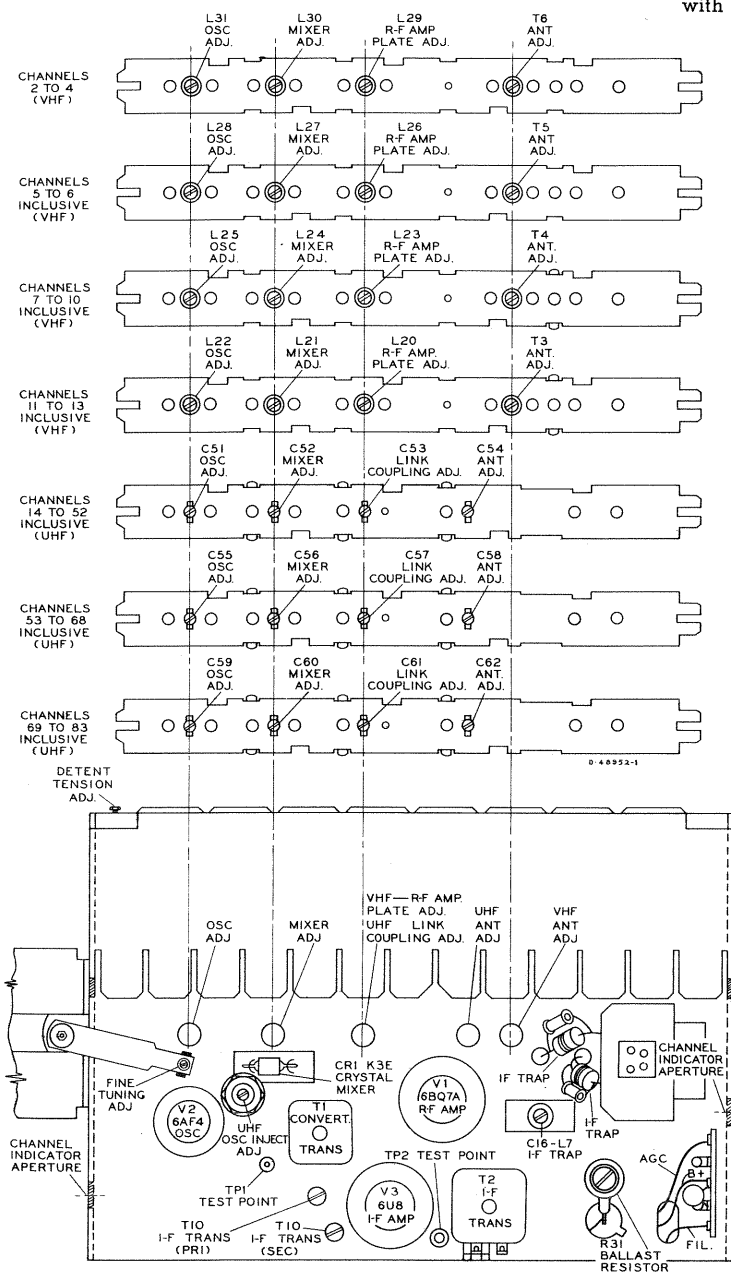 with
L31
OSC
ADJ.
L30
MIXER
ADJ.
L29
R-F AMP
PLATE ADJ.
T6
ANT
ADJ.
CHANNELS
2 TO 4
(VHF)
L28
OSC
ADJ.
L27
MIXER
ADJ.
L26
R-F AMP
PLATE ADJ.
T5
ANT
ADJ.
CHANNELS
5 TO 6
INCLUSIVE
(VHF)
L25
OSC
ADJ.
L24
MIXER
ADJ.
L23
R-F AMP
PLATE ADJ.
T4
ANT.
ADJ.
CHANNELS
7 TO 10
INCLUSIVE
(VHF)
L22
OSC
ADJ.
L21
MIXER
ADJ.
L20
R-F AMP.
PLATE ADJ.
T3
ANT.
ADJ.
CHANNELS
11 TO 13
INCLUSIVE
(VHF)
C51
OSC
ADJ.
C52
MIXER
ADJ.
C53
LINK
COUPLING ADJ.
C54
ANT
ADJ.
CHANNELS
14 TO 52
INCLUSIVE
(UHF)
C55
OSC
ADJ.
C56
MIXER
ADJ.
C57
LINK
COUPLING ADJ.
C58
ANT
ADJ.
CHANNELS
53 TO 68
INCLUSIVE
(UHF)
C59
OSC
ADJ.
C60
MIXER
ADJ.
C61
LINK
COUPLING ADJ.
C62
ANT.
ADJ.
CHANNELS
69 TO 83
INCLUSIVE
(UHF)
0-48952-1
DETENT
TENSION
ADJ.
OSC
ADJ
MIXER
ADJ
VHF—R-F AMP.
PLATE ADJ.
UHF LINK
COUPLING ADJ.
UHF
ANT
ADJ
VHF
ANT
ADJ
FINE
TUNING
ADJ
CR1 K3E
CRYSTAL
MIXER
V1
6BQ7A
R-F AMP
IF TRAP
I-F
TRAP
CHANNEL
INDICATOR
APERTURE
V2
6AF4
OSC
UHF
OSC INJECT
ADJ
T1
CONVERT.
TRANS
C16-L7
I-F TRAP
CHANNEL
INDICATOR
APERTURE
TP1
TEST POINT
TP2 TEST POINT
V3
6U8
I-F AMP
T2
I-F
TRANS
AGC
B+
T10
I-F TRANS
(PRI)
T10
I-F TRANS
(SEC)
R31
BALLAST
RESISTOR
FIL.